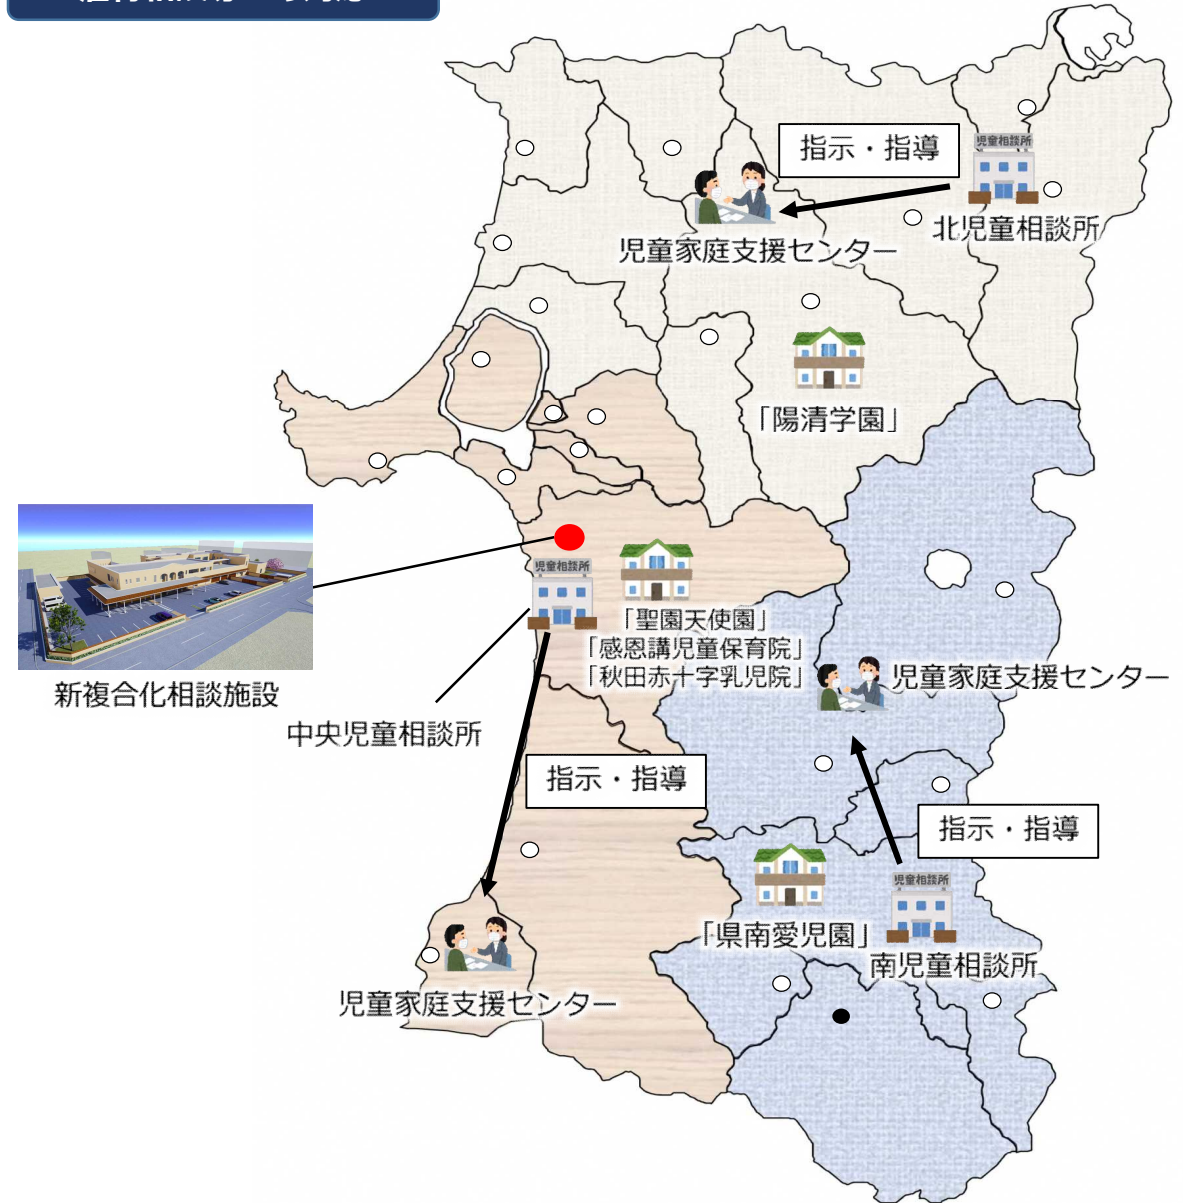 指示・指導
児童相談所
北児童相談所
児童家庭支援センター
「陽清学園」
児童相談所
「聖園天使園」
「感恩講児童保育院」
「秋田赤十字乳児院」
新複合化相談施設
中央児童相談所
児童家庭支援センター
指示・指導
指示・指導
児童相談所
「県南愛児園」
南児童相談所
児童家庭支援センター